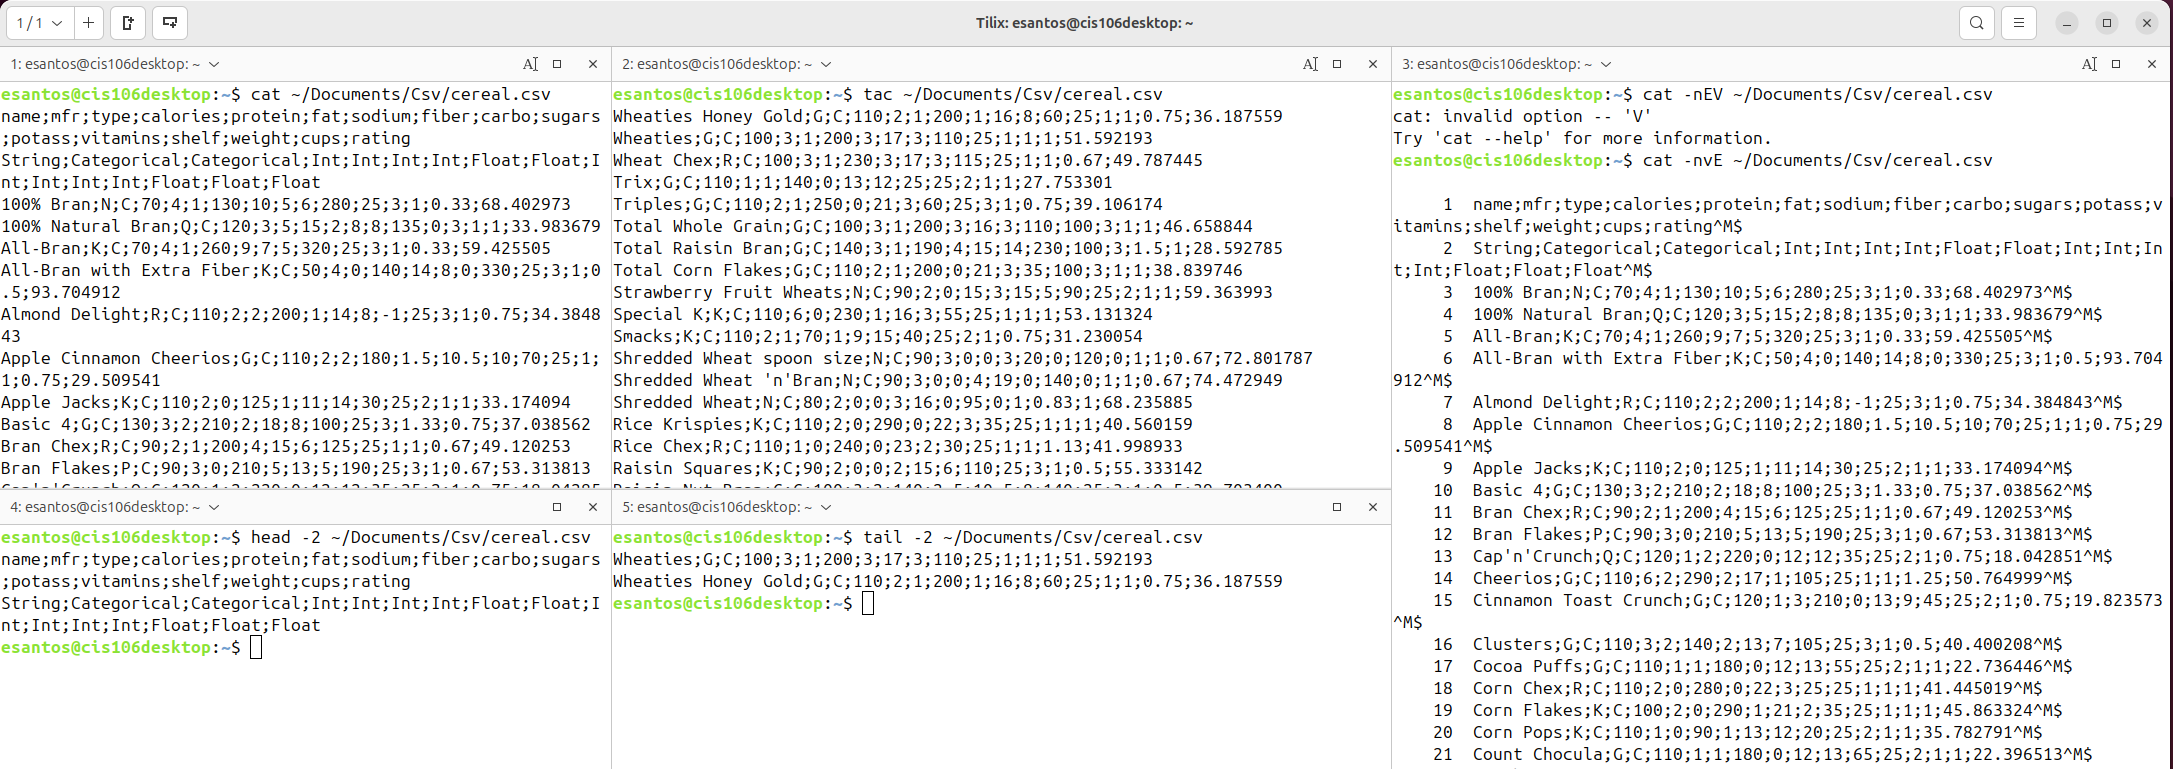 1 / 1
Tilix: esantos@cis106desktop: ~
1: esantos@cis106desktop: ~
esantos@cis106desktop:~$ cat ~/Documents/Csv/cereal.csv
name;mfr;type;calories;protein;fat;sodium;fiber;carbo;sugars
;potass;vitamins;shelf;weight;cups;rating
String;Categorical;Categorical;Int;Int;Int;Int;Float;Float;I
nt;Int;Int;Int;Float;Float;Float
100% Bran;N;C;70;4;1;130;10;5;6;280;25;3;1;0.33;68.402973
100% Natural Bran;Q;C;120;3;5;15;2;8;8;135;0;3;1;1;33.983679
All-Bran;K;C;70;4;1;260;9;7;5;320;25;3;1;0.33;59.425505
All-Bran with Extra Fiber;K;C;50;4;0;140;14;8;0;330;25;3;1;0
.5;93.704912
Almond Delight;R;C;110;2;2;200;1;14;8;-1;25;3;1;0.75;34.3848
43
Apple Cinnamon Cheerios;G;C;110;2;2;180;1.5;10.5;10;70;25;1;
1;0.75;29.509541
Apple Jacks;K;C;110;2;0;125;1;11;14;30;25;2;1;1;33.174094
Basic 4;G;C;130;3;2;210;2;18;8;100;25;3;1.33;0.75;37.038562
Bran Chex;R;C;90;2;1;200;4;15;6;125;25;1;1;0.67;49.120253
Bran Flakes;P;C;90;3;0;210;5;13;5;190;25;3;1;0.67;53.313813
Cap'n'Crunch;Q;C;120;1;2;220;0;12;12;35;25;2;1;0.75;18.04285
2: esantos@cis106desktop: ~
esantos@cis106desktop:~$ tac ~/Documents/Csv/cereal.csv
Wheaties Honey Gold;G;C;110;2;1;200;1;16;8;60;25;1;1;0.75;36.187559
Wheaties;G;C;100;3;1;200;3;17;3;110;25;1;1;1;51.592193
Wheat Chex;R;C;100;3;1;230;3;17;3;115;25;1;1;0.67;49.787445
Trix;G;C;110;1;1;140;0;13;12;25;25;2;1;1;27.753301
Triples;G;C;110;2;1;250;0;21;3;60;25;3;1;0.75;39.106174
Total Whole Grain;G;C;100;3;1;200;3;16;3;110;100;3;1;1;46.658844
Total Raisin Bran;G;C;140;3;1;190;4;15;14;230;100;3;1.5;1;28.592785
Total Corn Flakes;G;C;110;2;1;200;0;21;3;35;100;3;1;1;38.839746
Strawberry Fruit Wheats;N;C;90;2;0;15;3;15;5;90;25;2;1;1;59.363993
Special K;K;C;110;6;0;230;1;16;3;55;25;1;1;1;53.131324
Smacks;K;C;110;2;1;70;1;9;15;40;25;2;1;0.75;31.230054
Shredded Wheat spoon size;N;C;90;3;0;0;3;20;0;120;0;1;1;0.67;72.801787
Shredded Wheat 'n'Bran;N;C;90;3;0;0;4;19;0;140;0;1;1;0.67;74.472949
Shredded Wheat;N;C;80;2;0;0;3;16;0;95;0;1;0.83;1;68.235885
Rice Krispies;K;C;110;2;0;290;0;22;3;35;25;1;1;1;40.560159
Rice Chex;R;C;110;1;0;240;0;23;2;30;25;1;1;1.13;41.998933
Raisin Squares;K;C;90;2;0;0;2;15;6;110;25;3;1;0.5;55.333142
Raisin Nut Bran;G;C;100;3;2;140;2.5;10.5;8;140;25;3;1;0.5;39.703400
3: esantos@cis106desktop: ~
esantos@cis106desktop:~$ cat -nEV ~/Documents/Csv/cereal.csv
cat: invalid option -- 'V'
Try 'cat --help' for more information.
esantos@cis106desktop:~$ cat -nvE ~/Documents/Csv/cereal.csv
1 name;mfr;type;calories;protein;fat;sodium;fiber;carbo;sugars;potass;v
itamins;shelf;weight;cups;rating^M$
2 String;Categorical;Categorical;Int;Int;Int;Int;Float;Float;Int;Int;In
t;Int;Float;Float;Float^M$
3 100% Bran;N;C;70;4;1;130;10;5;6;280;25;3;1;0.33;68.402973^M$
4 100% Natural Bran;Q;C;120;3;5;15;2;8;8;135;0;3;1;1;33.983679^M$
5 All-Bran;K;C;70;4;1;260;9;7;5;320;25;3;1;0.33;59.425505^M$
6 All-Bran with Extra Fiber;K;C;50;4;0;140;14;8;0;330;25;3;1;0.5;93.704
912^M$
7 Almond Delight;R;C;110;2;2;200;1;14;8;-1;25;3;1;0.75;34.384843^M$
8 Apple Cinnamon Cheerios;G;C;110;2;2;180;1.5;10.5;10;70;25;1;1;0.75;29
.509541^M$
9 Apple Jacks;K;C;110;2;0;125;1;11;14;30;25;2;1;1;33.174094^M$
10 Basic 4;G;C;130;3;2;210;2;18;8;100;25;3;1.33;0.75;37.038562^M$
11 Bran Chex;R;C;90;2;1;200;4;15;6;125;25;1;1;0.67;49.120253^M$
12 Bran Flakes;P;C;90;3;0;210;5;13;5;190;25;3;1;0.67;53.313813^M$
13 Cap'n'Crunch;Q;C;120;1;2;220;0;12;12;35;25;2;1;0.75;18.042851^M$
14 Cheerios;G;C;110;6;2;290;2;17;1;105;25;1;1;1.25;50.764999^M$
15 Cinnamon Toast Crunch;G;C;120;1;3;210;0;13;9;45;25;2;1;0.75;19.823573
^M$
16 Clusters;G;C;110;3;2;140;2;13;7;105;25;3;1;0.5;40.400208^M$
17 Cocoa Puffs;G;C;110;1;1;180;0;12;13;55;25;2;1;1;22.736446^M$
18 Corn Chex;R;C;110;2;0;280;0;22;3;25;25;1;1;1;41.445019^M$
19 Corn Flakes;K;C;100;2;0;290;1;21;2;35;25;1;1;1;45.863324^M$
20 Corn Pops;K;C;110;1;0;90;1;13;12;20;25;2;1;1;35.782791^M$
21 Count Chocula;G;C;110;1;1;180;0;12;13;65;25;2;1;1;22.396513^M$
4: esantos@cis106desktop: ~
esantos@cis106desktop:~$ head -2 ~/Documents/Csv/cereal.csv
name;mfr;type;calories;protein;fat;sodium;fiber;carbo;sugars
;potass;vitamins;shelf;weight;cups;rating
String;Categorical;Categorical;Int;Int;Int;Int;Float;Float;I
nt;Int;Int;Int;Float;Float;Float
esantos@cis106desktop:~$
5: esantos@cis106desktop: ~
esantos@cis106desktop:~$ tail -2 ~/Documents/Csv/cereal.csv
Wheaties;G;C;100;3;1;200;3;17;3;110;25;1;1;1;51.592193
Wheaties Honey Gold;G;C;110;2;1;200;1;16;8;60;25;1;1;0.75;36.187559
esantos@cis106desktop:~$